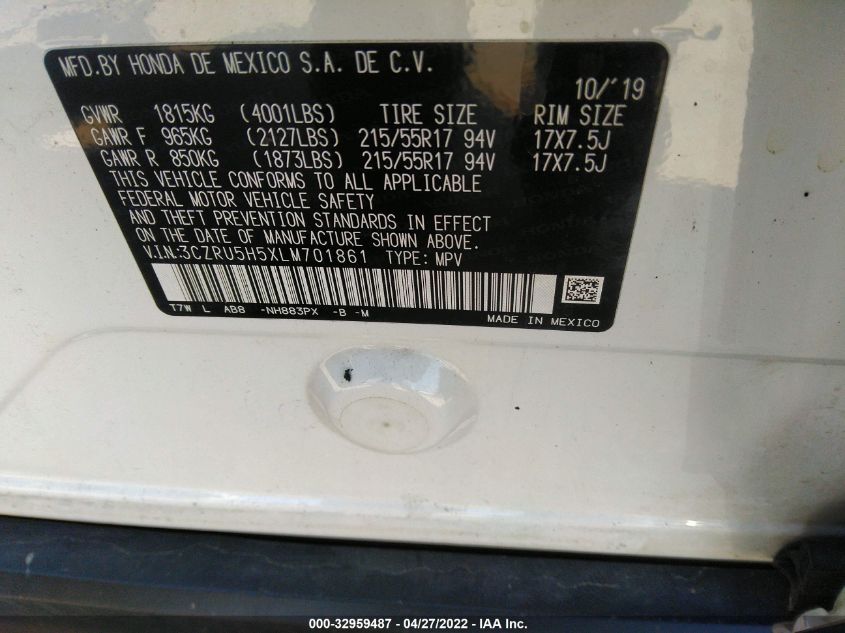 MFD.BY HONDA DE MEXICO S.A. DE C.V.
10/'19
GVWR 1815KG (4001LBS) TIRE SIZE RIM SIZE
GAWR F 965KG (2127LBS) 215/55R17 94V 17X7.5J
GAWR R 850KG (1873LBS) 215/55R17 94V 17X7.5J
THIS VEHICLE CONFORMS TO ALL APPLICABLE
FEDERAL MOTOR VEHICLE SAFETY
AND THEFT PREVENTION STANDARDS IN EFFECT
ON THE DATE OF MANUFACTURE SHOWN ABOVE.
V.I.N:3CZRU5H5XLM701861 TYPE: MPV
T7W L AB8 -NH883PX -B -M
MADE IN MEXICO
000-32959487 - 04/27/2022 - IAA Inc.